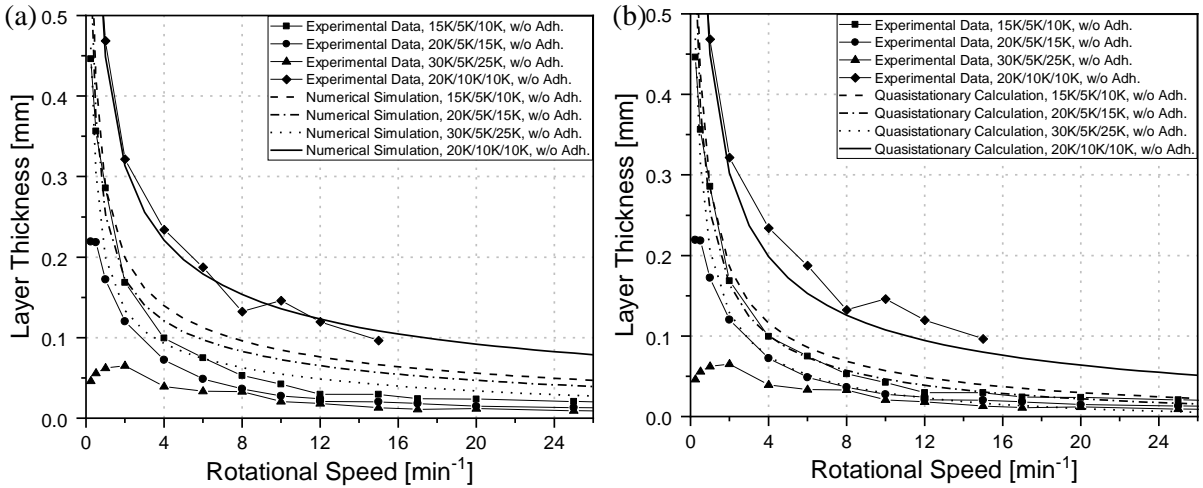 (a)
Layer Thickness [mm]
0.5
0.4
0.3
0.2
0.1
0.0
Experimental Data, 15K/5K/10K, w/o Adh.
Experimental Data, 20K/5K/15K, w/o Adh.
Experimental Data, 30K/5K/25K, w/o Adh.
Experimental Data, 20K/10K/10K, w/o Adh.
Numerical Simulation, 15K/5K/10K, w/o Adh.
Numerical Simulation, 20K/5K/15K, w/o Adh.
Numerical Simulation, 30K/5K/25K, w/o Adh.
Numerical Simulation, 20K/10K/10K, w/o Adh.
0 4 8 12 16 20 24
Rotational Speed [min-1]
(b)
Layer Thickness [mm]
0.5
0.4
0.3
0.2
0.1
0.0
Experimental Data, 15K/5K/10K, w/o Adh.
Experimental Data, 20K/5K/15K, w/o Adh.
Experimental Data, 30K/5K/25K, w/o Adh.
Experimental Data, 20K/10K/10K, w/o Adh.
Quasistationary Calculation, 15K/5K/10K, w/o Adh.
Quasistationary Calculation, 20K/5K/15K, w/o Adh.
Quasistationary Calculation, 30K/5K/25K, w/o Adh.
Quasistationary Calculation, 20K/10K/10K, w/o Adh.
0 4 8 12 16 20 24
Rotational Speed [min-1]